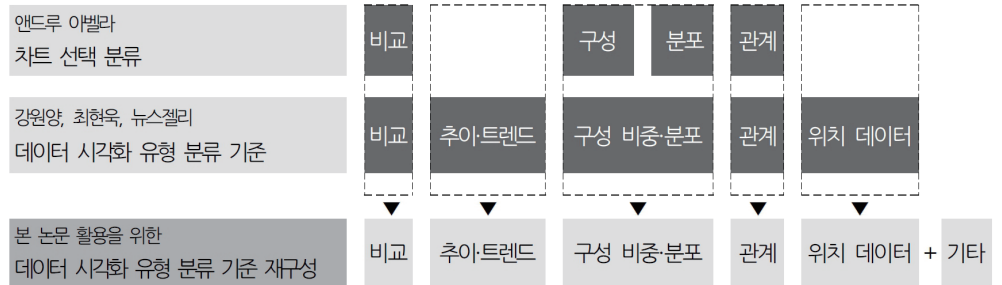 앤드루 아벨라
차트 선택 분류
비교 구성 분포 관계
강원양, 최현욱, 뉴스젤리
데이터 시각화 유형 분류 기준
비교 추이·트렌드 구성 비중·분포 관계 위치 데이터
본 논문 활용을 위한
데이터 시각화 유형 분류 기준 재구성
비교 추이·트렌드 구성 비중·분포 관계 위치 데이터 + 기타